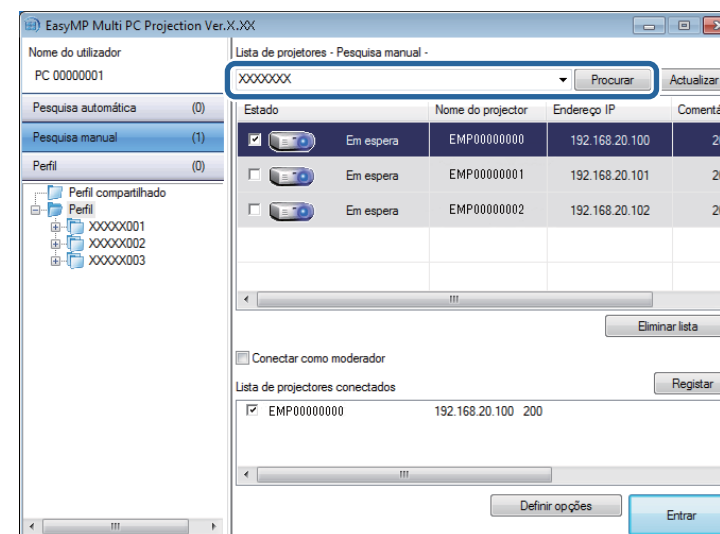 EasyMP Multi PC Projection Ver.X.XX
Nome do utilizador
PC 00000001
Pesquisa automática (0)
Pesquisa manual (1)
Perfil (0)
Perfil compartilhado
Perfil
XXXXX001
XXXXX002
XXXXX003
Lista de projetores - Pesquisa manual -
XXXXXXX Procurar Actualizar
Estado Nome do projector Endereço IP Comentá
Em espera EMP00000000 192.168.20.100 20
Em espera EMP00000001 192.168.20.101 20
Em espera EMP00000002 192.168.20.102 20
Eliminar lista
Conectar como moderador
Lista de projectores conectados Registar
EMP00000000 192.168.20.100 200
Definir opções Entrar